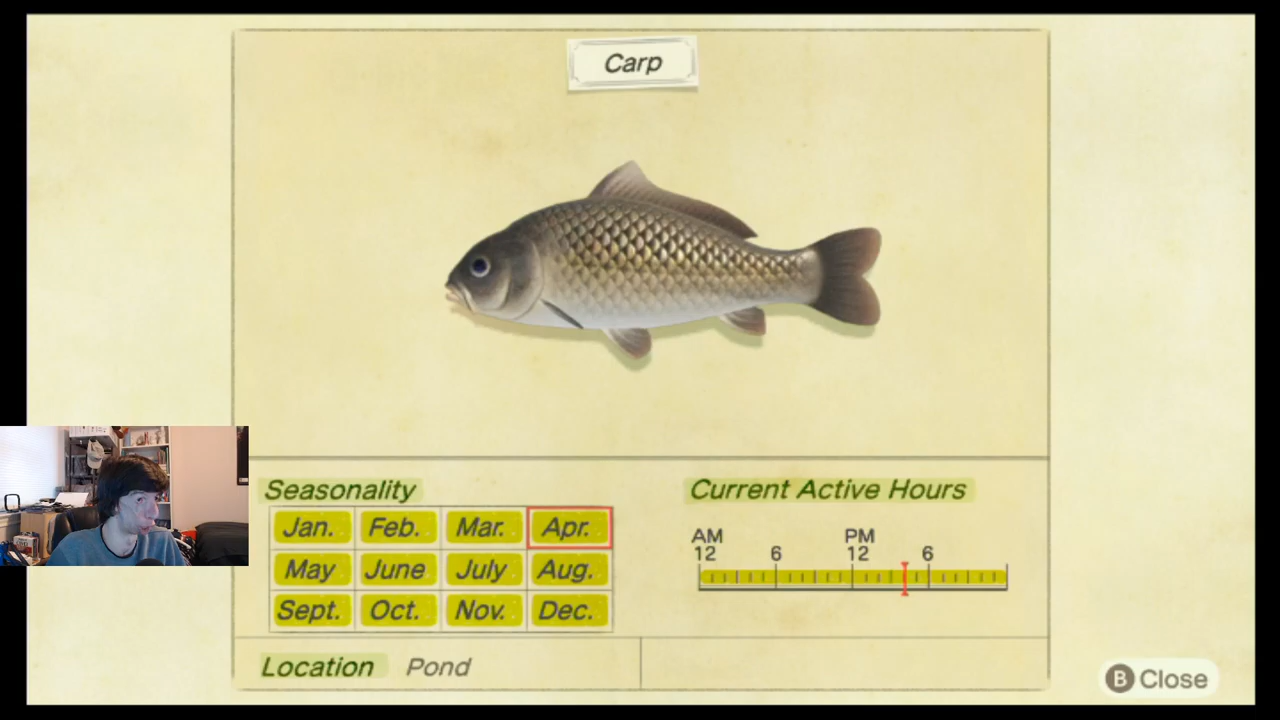 Carp
Seasonality
Jan. Feb. Mar. Apr.
May June July Aug.
Sept. Oct. Nov. Dec.
Current Active Hours
AM PM
12 6 12 6
Location Pond
B Close